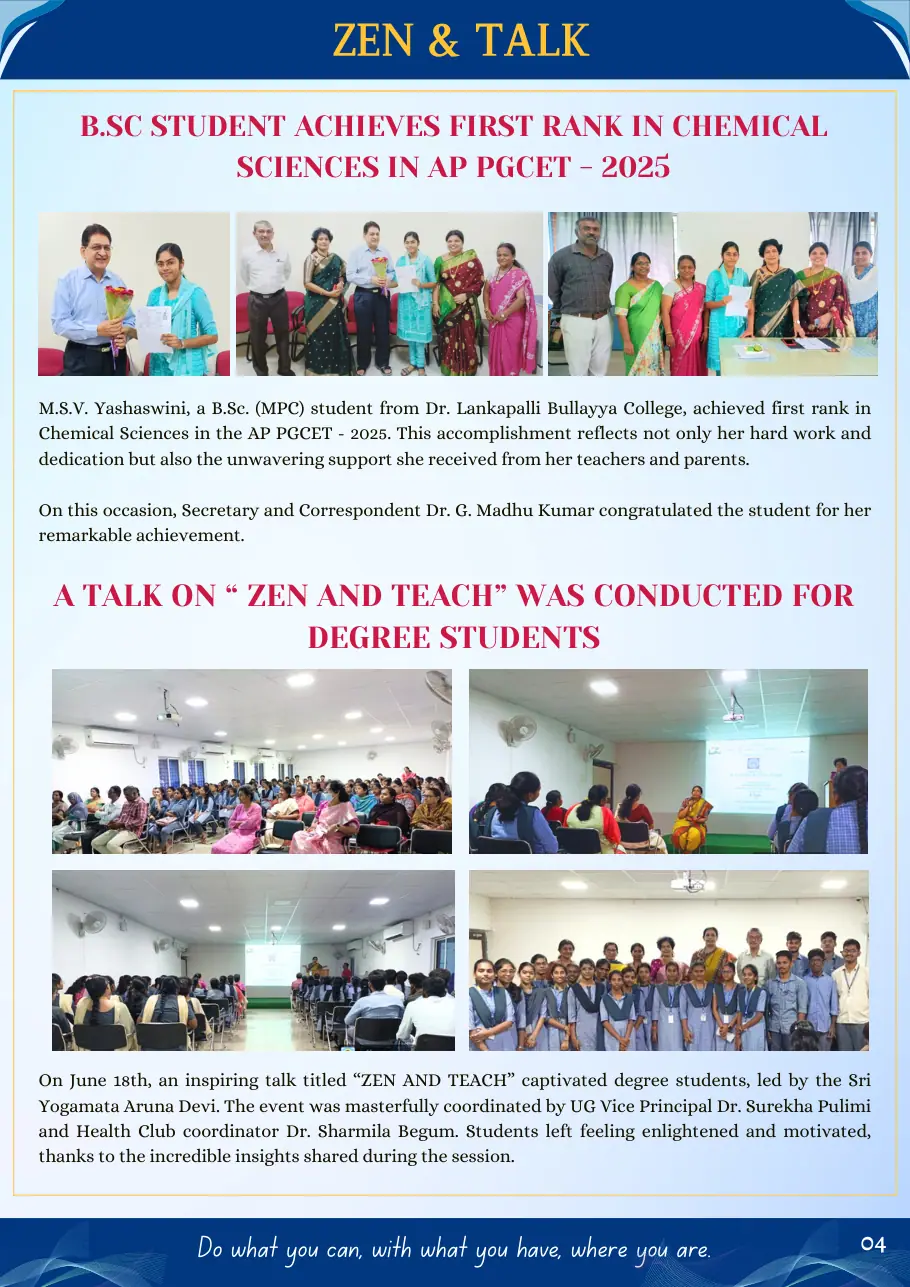 ZEN & TALK
B.SC STUDENT ACHIEVES FIRST RANK IN CHEMICAL
SCIENCES IN AP PGCET - 2025
M.S.V. Yashaswini, a B.Sc. (MPC) student from Dr. Lankapalli Bullayya College, achieved first rank in
Chemical Sciences in the AP PGCET - 2025. This accomplishment reflects not only her hard work and
dedication but also the unwavering support she received from her teachers and parents.
On this occasion, Secretary and Correspondent Dr. G. Madhu Kumar congratulated the student for her
remarkable achievement.
A TALK ON “ ZEN AND TEACH” WAS CONDUCTED FOR
DEGREE STUDENTS
On June 18th, an inspiring talk titled “ZEN AND TEACH” captivated degree students, led by the Sri
Yogamata Aruna Devi. The event was masterfully coordinated by UG Vice Principal Dr. Surekha Pulimi
and Health Club coordinator Dr. Sharmila Begum. Students left feeling enlightened and motivated,
thanks to the incredible insights shared during the session.
Do what you can, with what you have, where you are.
04